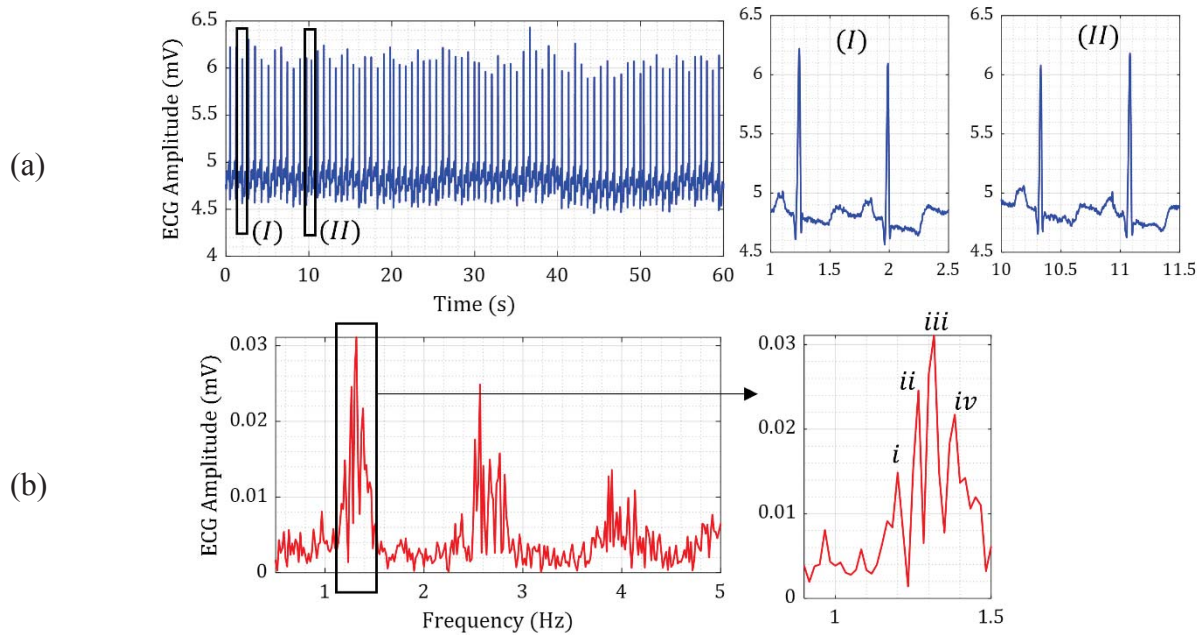 (a)
ECG Amplitude (mV)
6.5
6
5.5
5
4.5
4
(I)
(II)
0 10 20 30 40 50 60
Time (s)
(I)
6.5
6
5.5
5
4.5
1 1.5 2 2.5
(II)
6.5
6
5.5
5
4.5
10 10.5 11 11.5
(b)
ECG Amplitude (mV)
0.03
0.02
0.01
0
1 2 3 4 5
Frequency (Hz)
0.03
0.02
0.01
0
iii
ii
iv
i
1 1.5